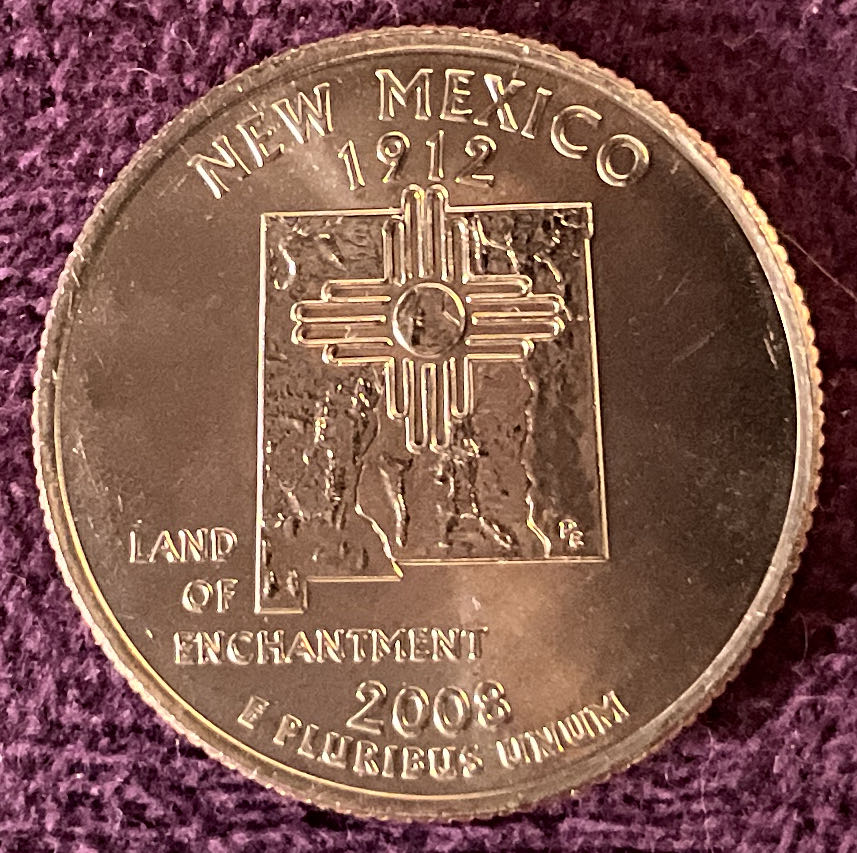 NEW MEXICO
1912
LAND
OF
ENCHANTMENT
2008
E PLURIBUS UNUM